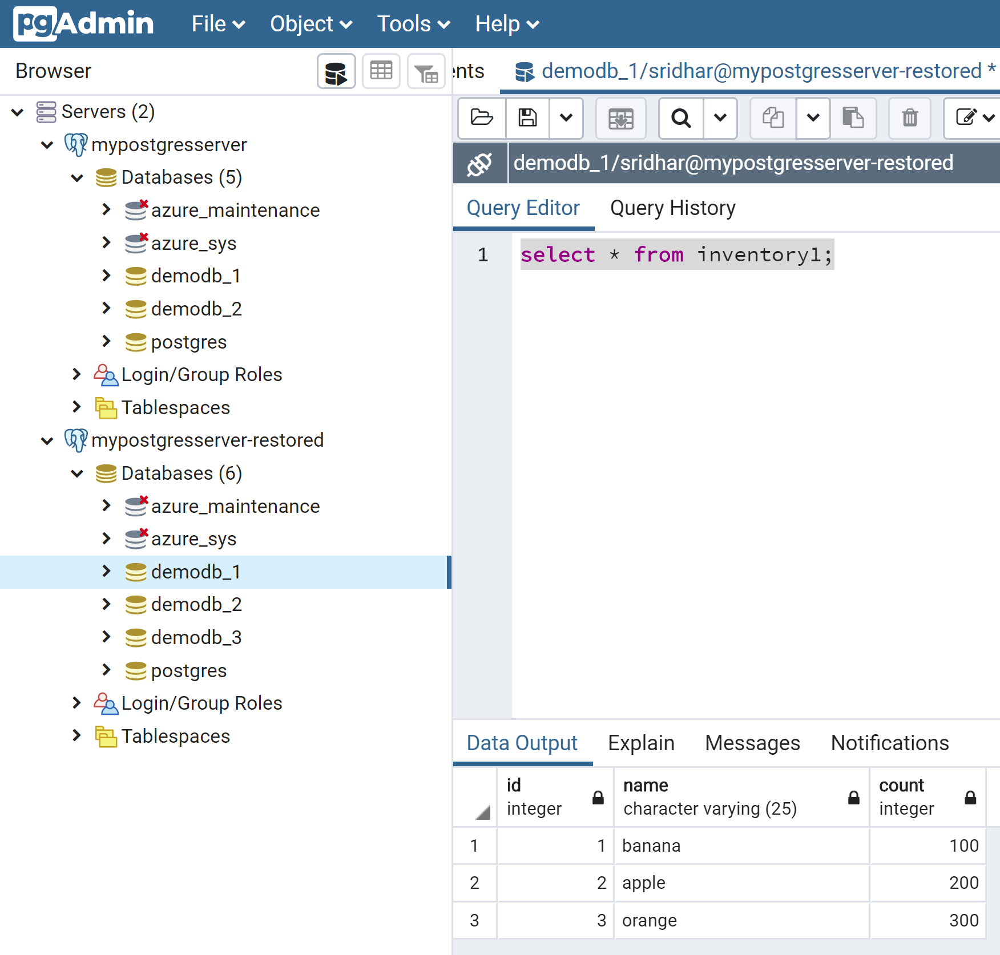 pgAdmin File Object Tools Help
Browser
ents demodb_1/sridhar@mypostgresserver-restored *
Servers (2)
mypostgresserver
Databases (5)
azure_maintenance
azure_sys
demodb_1
demodb_2
postgres
Login/Group Roles
Tablespaces
mypostgresserver-restored
Databases (6)
azure_maintenance
azure_sys
demodb_1
demodb_2
demodb_3
postgres
Login/Group Roles
Tablespaces
demodb_1/sridhar@mypostgresserver-restored
Query Editor Query History
1 select * from inventory1;
Data Output Explain Messages Notifications
id name count
integer character varying (25) integer
1 1 banana 100
2 2 apple 200
3 3 orange 300